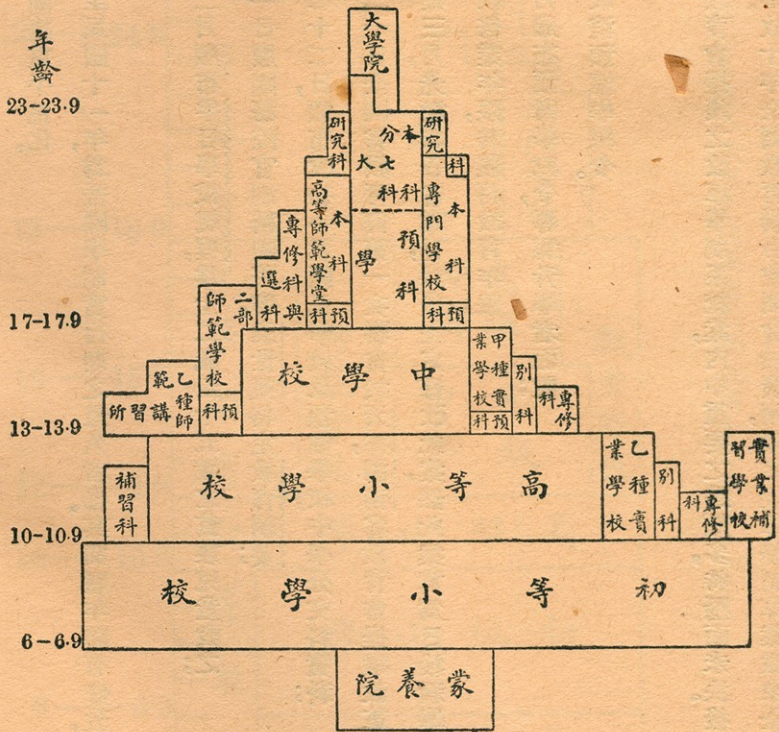 年齡
大學院
23-23.9
研究科
本科
分七科
大學
研究科
高等師範學堂
本科
預科
專門學校
本科
專修科與選科
預科
預科
17-17.9
師範學校
二部
預科
中學校
甲種實業學校
預科
別科
專修科
乙種師範講習所
13-13.9
補習科
高等小學校
乙種實業學校
別科
專修科
實業補習學校
10-10.9
初等小學校
6-6.9
蒙養院